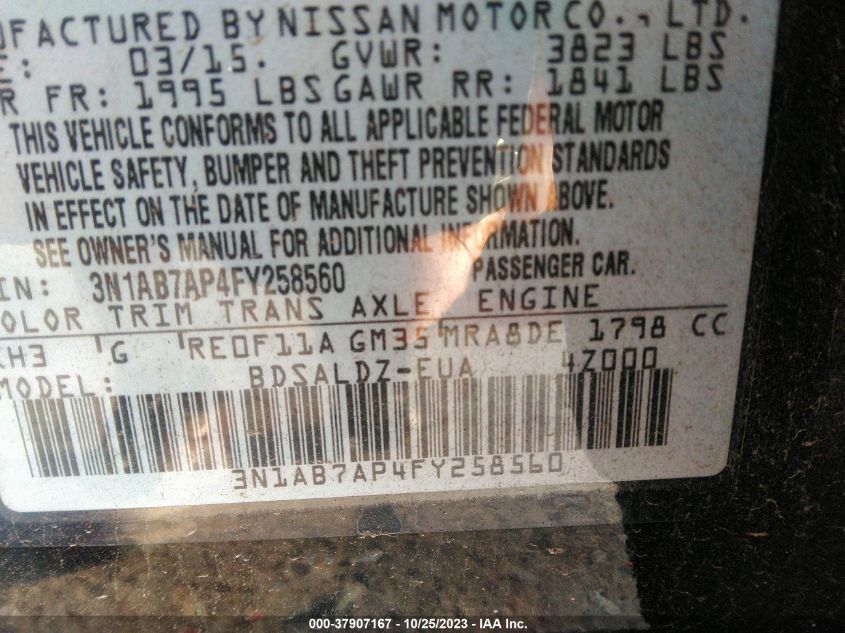 UFACTURED BY NISSAN MOTOR CO., LTD.
E: 03/15. GVWR: 3823 LBS
R FR: 1995 LBS GAWR RR: 1841 LBS
THIS VEHICLE CONFORMS TO ALL APPLICABLE FEDERAL MOTOR
VEHICLE SAFETY, BUMPER AND THEFT PREVENTION STANDARDS
IN EFFECT ON THE DATE OF MANUFACTURE SHOWN ABOVE.
SEE OWNER'S MANUAL FOR ADDITIONAL INFORMATION.
IN: 3N1AB7AP4FY258560 PASSENGER CAR.
OLOR TRIM TRANS AXLE ENGINE
KH3 G RE0F11A GM35 MRA8DE 1798 CC
MODEL: BDSALDZ-EUA 4Z000
3N1AB7AP4FY258560
000-37907167 - 10/25/2023 - IAA Inc.